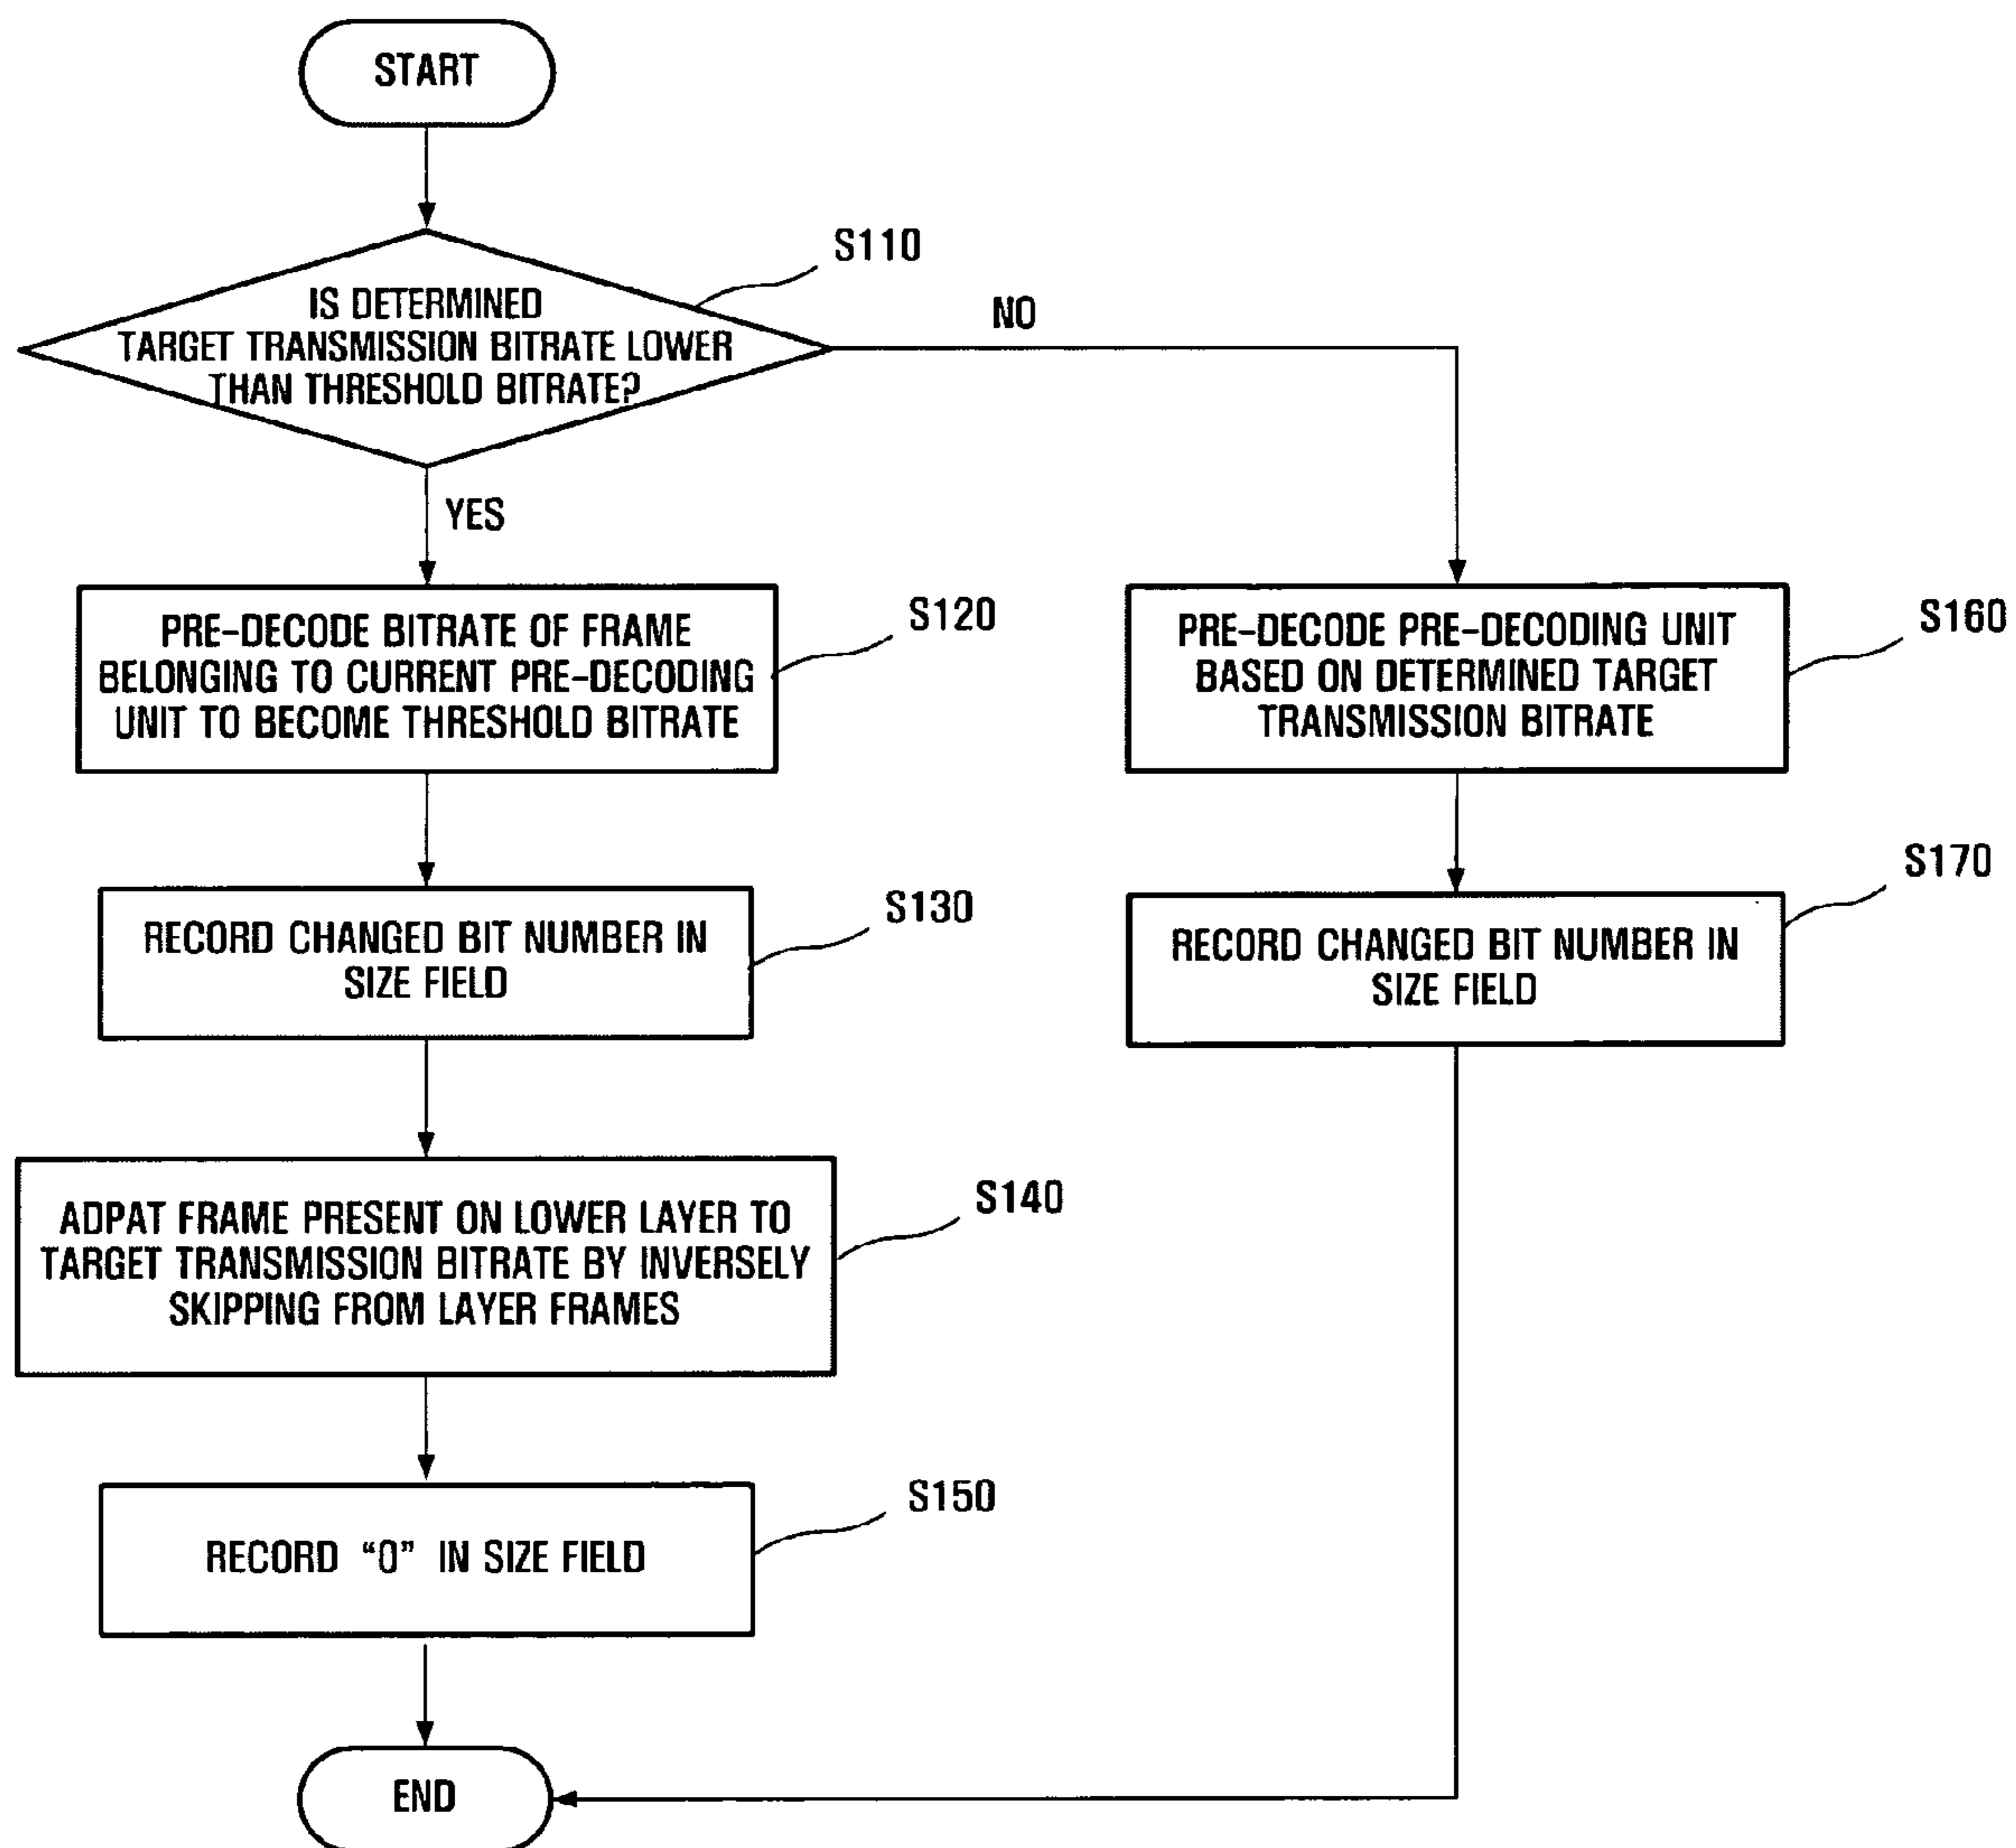 START
S110
IS DETERMINED
TARGET TRANSMISSION BITRATE LOWER
THAN THRESHOLD BITRATE?
NO
YES
PRE-DECODE BITRATE OF FRAME
BELONGING TO CURRENT PRE-DECODING
UNIT TO BECOME THRESHOLD BITRATE
S120
PRE-DECODE PRE-DECODING UNIT
BASED ON DETERMINED TARGET
TRANSMISSION BITRATE
S160
RECORD CHANGED BIT NUMBER IN
SIZE FIELD
S130
RECORD CHANGED BIT NUMBER IN
SIZE FIELD
S170
ADPAT FRAME PRESENT ON LOWER LAYER TO
TARGET TRANSMISSION BITRATE BY INVERSELY
SKIPPING FROM LAYER FRAMES
S140
RECORD “0” IN SIZE FIELD
S150
END